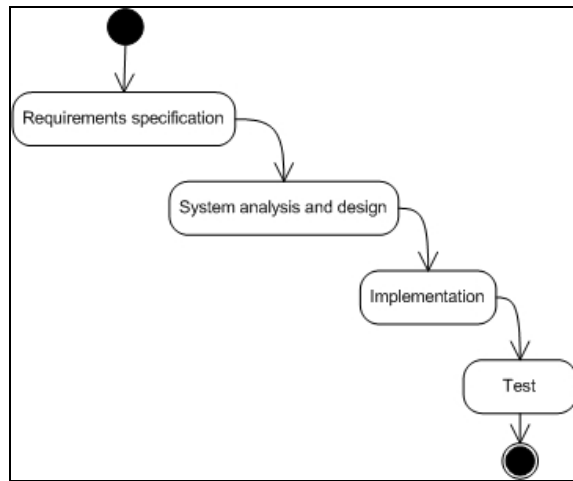 Requirements specification
System analysis and design
Implementation
Test